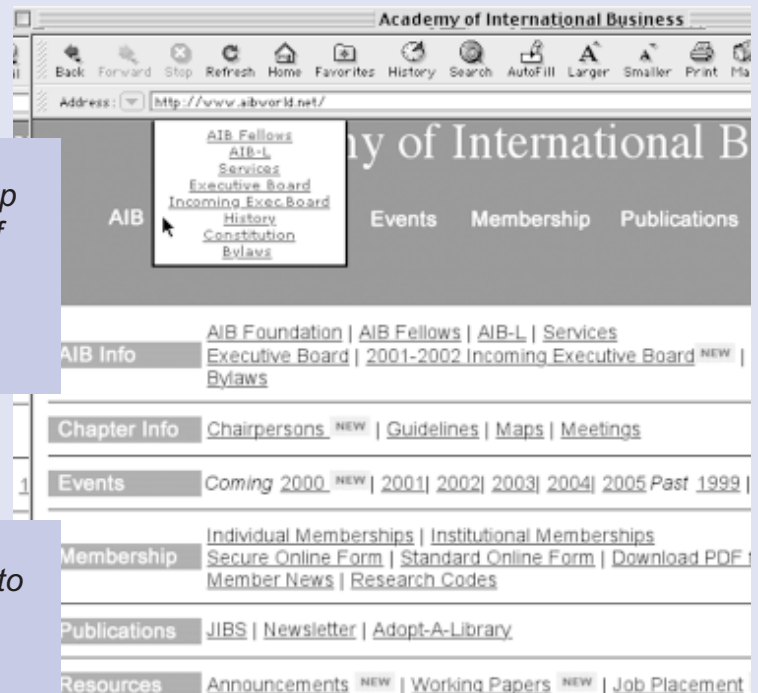 Academy of International Business
Back Forward Stop Refresh Home Favorites History Search AutoFill Larger Smaller Print
Address: http://www.aibworld.net/
of International
AIB Fellows
AIB-L
Services
Executive Board
Incoming Exec.Board
History
Constitution
Bylaws
AIB Events Membership Publications
AIB Info
AIB Foundation | AIB Fellows | AIB-L | Services
Executive Board | 2001-2002 Incoming Executive Board NEW |
Bylaws
Chapter Info Chairpersons NEW | Guidelines | Maps | Meetings
Events Coming 2000 NEW | 2001| 2002| 2003| 2004| 2005 Past 1999 |
Membership
Individual Memberships | Institutional Memberships
Secure Online Form | Standard Online Form | Download PDF
Member News | Research Codes
to
Publications JIBS | Newsletter | Adopt-A-Library
Resources Announcements NEW | Working Papers NEW | Job Placement